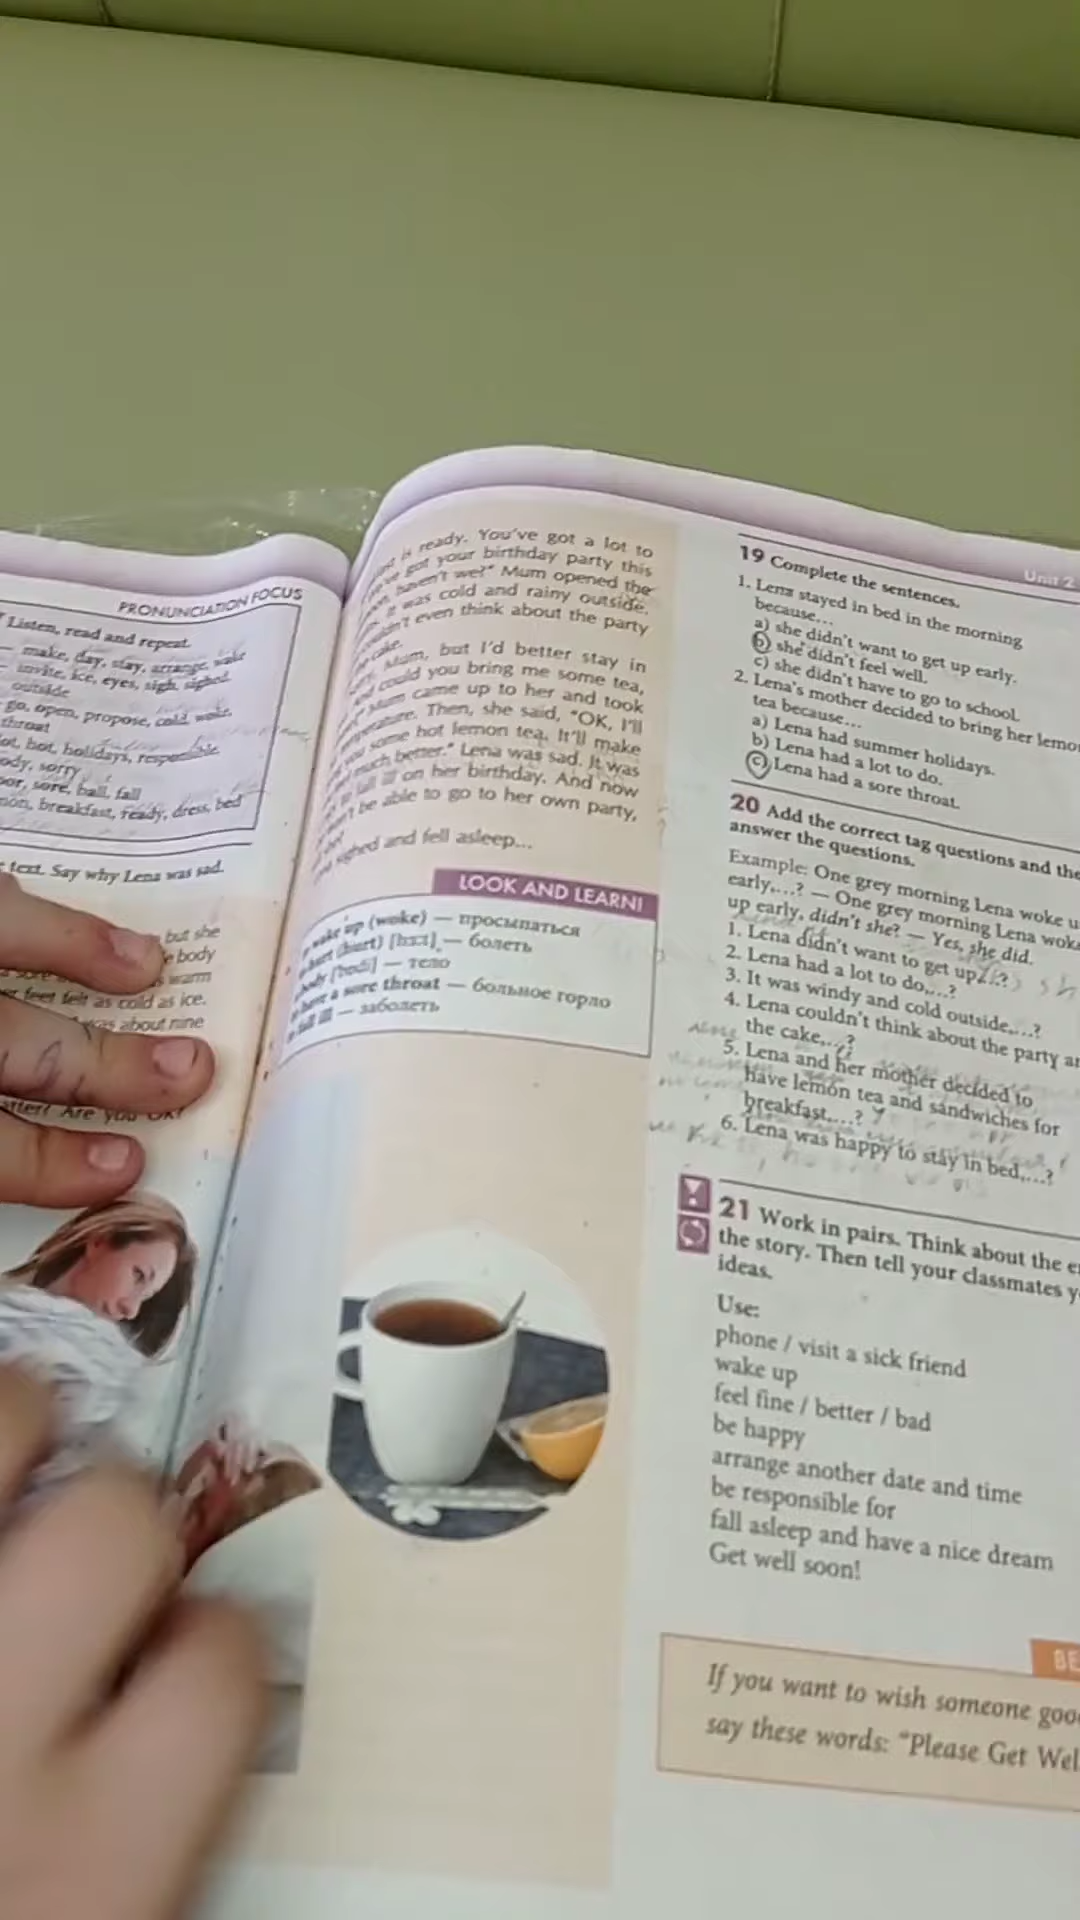 PRONUNCIATION FOCUS
Listen, read and repeat.
make, day, stay, arrange, wake
invite, ice, eyes, sigh, sighed,
outside
go, open, propose, cold, woke,
throat
hot, holidays, responsible
body, sorry
sore, ball, fall
breakfast, ready, dress, bed
text. Say why Lena was sad.
but she
body
warm
feet felt as cold as ice.
was about nine
Are you OK?
is ready. You've got a lot to
got your birthday party this
haven't we?" Mum opened the
It was cold and rainy outside.
even think about the party
cake.
Mum, but I'd better stay in
could you bring me some tea,
Mum came up to her and took
Then, she said, "OK, I'll
you some hot lemon tea. It'll make
much better." Lena was sad. It was
to fall ill on her birthday. And now
be able to go to her own party,
sighed and fell asleep...
LOOK AND LEARN!
wake up (woke) — просыпаться
hurt (hurt) [hɜ:t] — болеть
body [ˈbɒdi] — тело
have a sore throat — больное горло
fall ill — заболеть
Unit 2
19 Complete the sentences.
1. Lena stayed in bed in the morning
because...
a) she didn't want to get up early.
b) she didn't feel well.
c) she didn't have to go to school.
2. Lena's mother decided to bring her
tea because...
a) Lena had summer holidays.
b) Lena had a lot to do.
c) Lena had a sore throat.
20 Add the correct tag questions and
answer the questions.
Example: One grey morning Lena woke
early,...? — One grey morning Lena
up early, didn't she? — Yes, she did.
1. Lena didn't want to get up,...?
2. Lena had a lot to do,...?
3. It was windy and cold outside,...?
4. Lena couldn't think about the party
the cake,...?
5. Lena and her mother decided to
have lemon tea and sandwiches for
breakfast,...?
6. Lena was happy to stay in bed,...?
21 Work in pairs. Think about the
the story. Then tell your classmates
ideas.
Use:
phone / visit a sick friend
wake up
feel fine / better / bad
be happy
arrange another date and time
be responsible for
fall asleep and have a nice dream
Get well soon!
If you want to wish someone
say these words: "Please Get